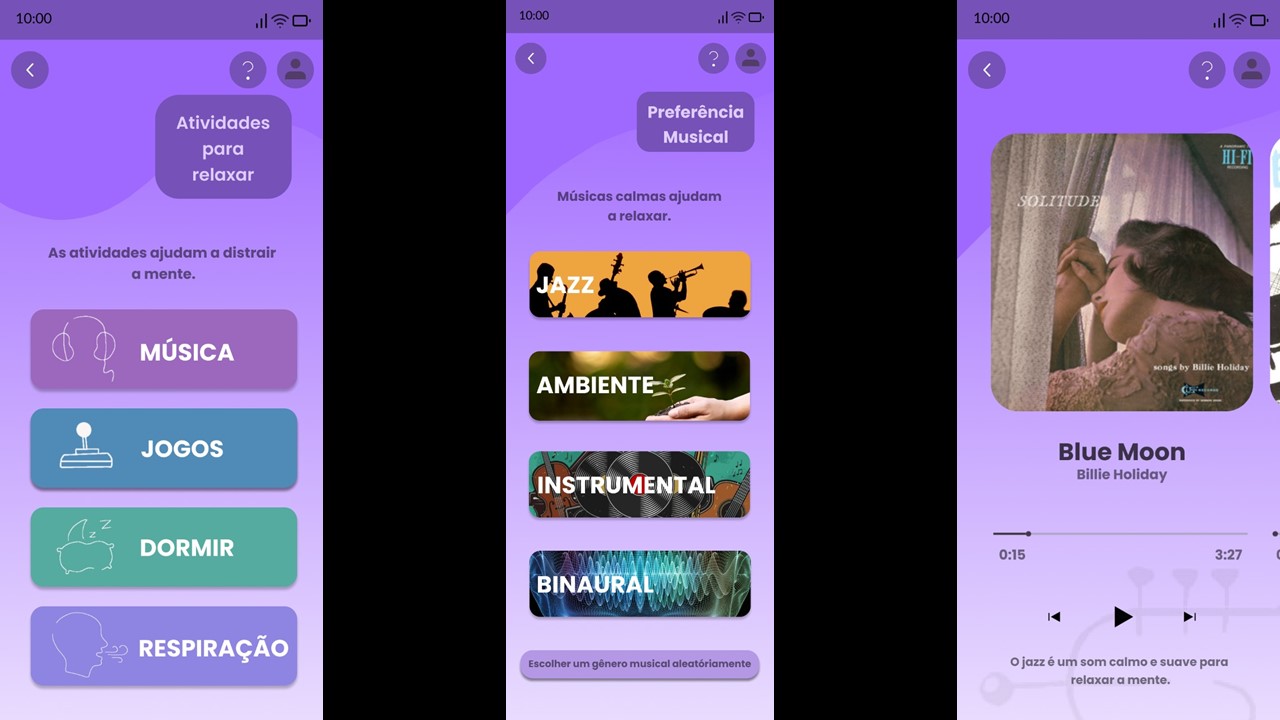 10:00
?
Atividades
para
relaxar
As atividades ajudam a distrair
a mente.
MÚSICA
JOGOS
Z Z
DORMIR
RESPIRAÇÃO
10:00
?
Preferência
Musical
Músicas calmas ajudam
a relaxar.
JAZZ
AMBIENTE
INSTRUMENTAL
BINAURAL
Escolher um gênero musical aleatóriamente
10:00
?
HI-FI
SOLITUDE
songs by Billie Holiday
Blue Moon
Billie Holiday
0:15
3:27
O jazz é um som calmo e suave para
relaxar a mente.